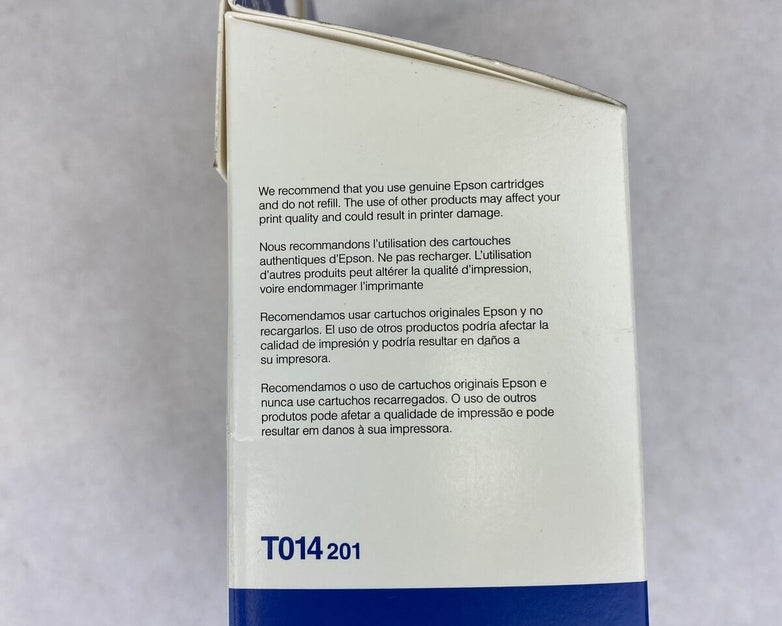 We recommend that you use genuine Epson cartridges
and do not refill. The use of other products may affect your
print quality and could result in printer damage.
Nous recommandons l'utilisation des cartouches
authentiques d'Epson. Ne pas recharger. L'utilisation
d'autres produits peut altérer la qualité d'impression,
voire endommager l'imprimante
Recomendamos usar cartuchos originales Epson y no
recargarlos. El uso de otros productos podría afectar la
calidad de impresión y podría resultar en daños a
su impresora.
Recomendamos o uso de cartuchos originais Epson e
nunca use cartuchos recarregados. O uso de outros
produtos pode afetar a qualidade de impressão e pode
resultar em danos à sua impressora.
T014 201